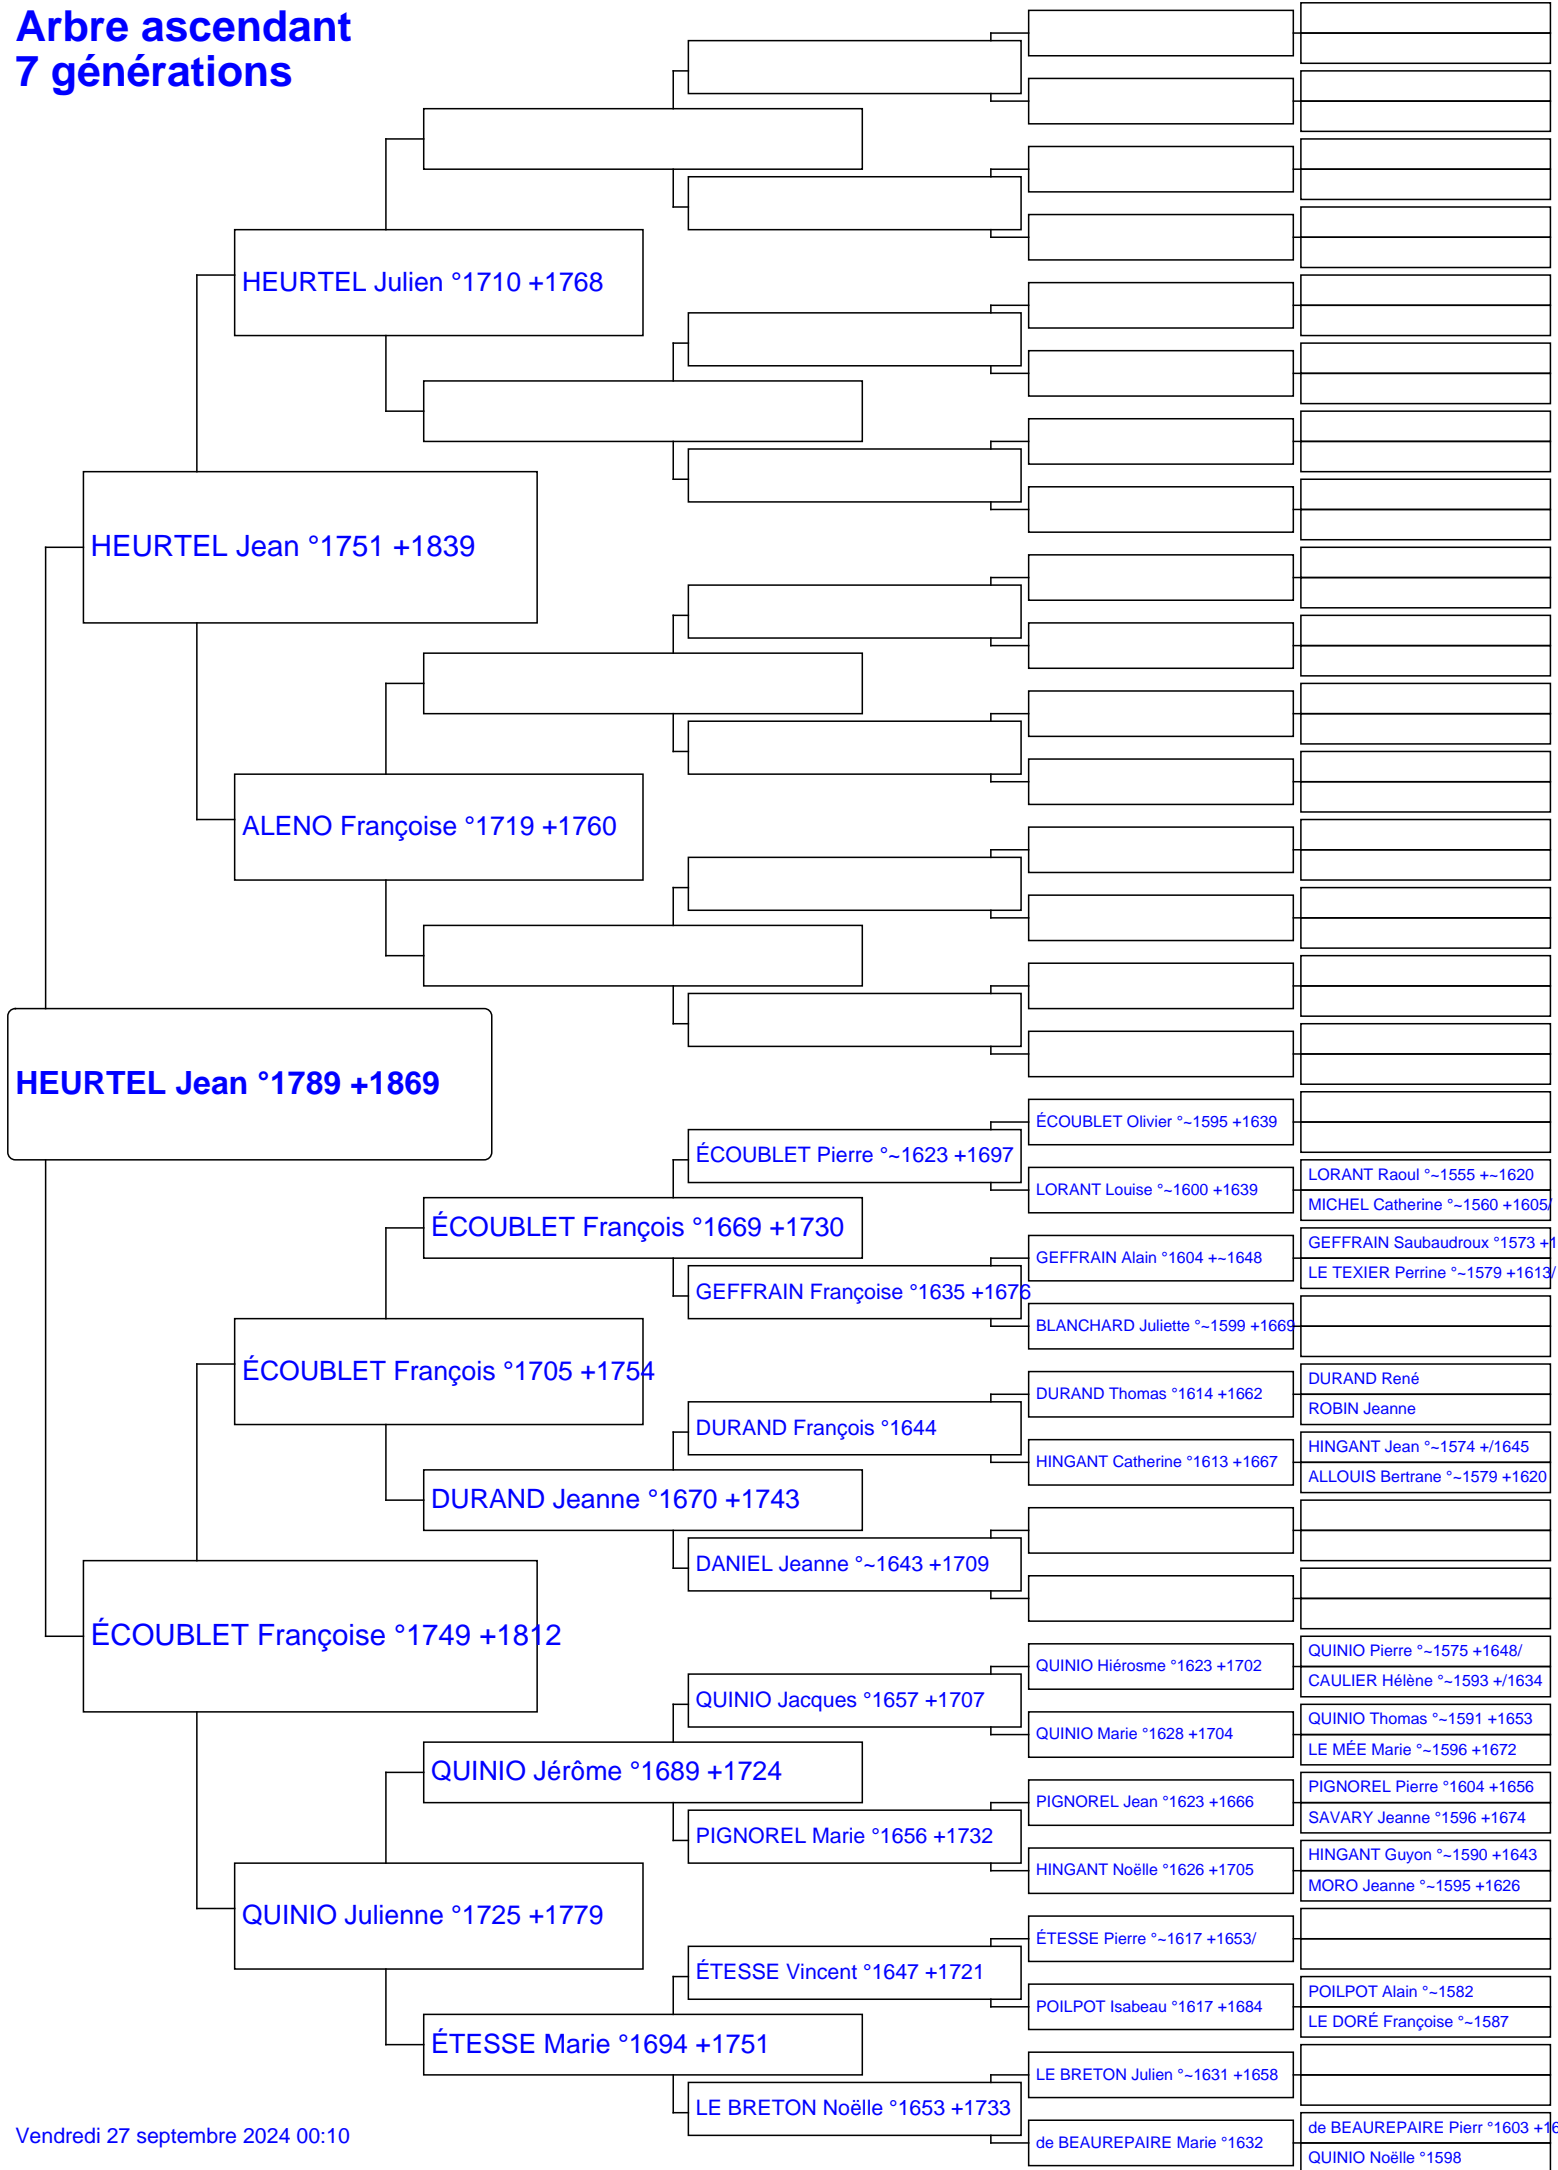 Arbre ascendant
7 générations
HEURTEL Julien °1710 +1768
HEURTEL Jean °1751 +1839
ALENO Françoise °1719 +1760
HEURTEL Jean °1789 +1869
ÉCOUBLET Olivier °~1595 +1639
ÉCOUBLET Pierre °~1623 +1697
LORANT Raoul °~1555 +~1620
LORANT Louise °~1600 +1639
MICHEL Catherine °~1560 +1605/
ÉCOUBLET François °1669 +1730
GEFFRAIN Saubaudroux °1573 +1
GEFFRAIN Alain °1604 +~1648
LE TEXIER Perrine °~1579 +1613/
GEFFRAIN Françoise °1635 +1676
BLANCHARD Juliette °~1599 +1669
ÉCOUBLET François °1705 +1754
DURAND René
DURAND Thomas °1614 +1662
ROBIN Jeanne
DURAND François °1644
HINGANT Jean °~1574 +/1645
HINGANT Catherine °1613 +1667
ALLOUIS Bertrane °~1579 +1620
DURAND Jeanne °1670 +1743
DANIEL Jeanne °~1643 +1709
ÉCOUBLET Françoise °1749 +1812
QUINIO Pierre °~1575 +1648/
QUINIO Hiérosme °1623 +1702
CAULIER Hélène °~1593 +/1634
QUINIO Jacques °1657 +1707
QUINIO Thomas °~1591 +1653
QUINIO Marie °1628 +1704
LE MÉE Marie °~1596 +1672
QUINIO Jérôme °1689 +1724
PIGNOREL Pierre °1604 +1656
PIGNOREL Jean °1623 +1666
SAVARY Jeanne °1596 +1674
PIGNOREL Marie °1656 +1732
HINGANT Guyon °~1590 +1643
HINGANT Noëlle °1626 +1705
MORO Jeanne °~1595 +1626
QUINIO Julienne °1725 +1779
ÉTESSE Pierre °~1617 +1653/
ÉTESSE Vincent °1647 +1721
POILPOT Alain °~1582
POILPOT Isabeau °1617 +1684
LE DORÉ Françoise °~1587
ÉTESSE Marie °1694 +1751
LE BRETON Julien °~1631 +1658
LE BRETON Noëlle °1653 +1733
de BEAUREPAIRE Pierr °1603 +16
de BEAUREPAIRE Marie °1632
QUINIO Noëlle °1598
Vendredi 27 septembre 2024 00:10